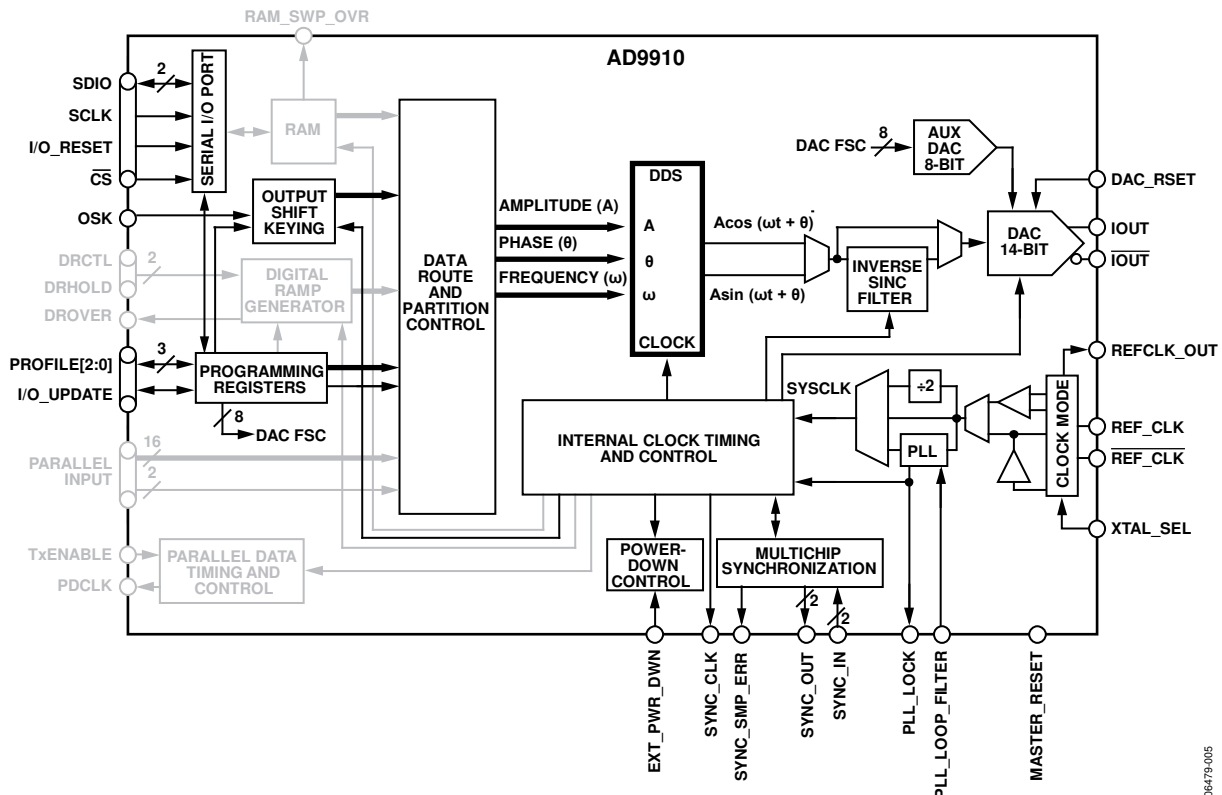 RAM_SWP_OVR
AD9910
SDIO
2
SCLK
I/O_RESET
CS
SERIAL I/O PORT
RAM
OSK
OUTPUT
SHIFT
KEYING
DRCTL
2
DRHOLD
DROVER
DIGITAL
RAMP
GENERATOR
PROFILE[2:0]
3
I/O_UPDATE
PROGRAMMING
REGISTERS
8
DAC FSC
PARALLEL
INPUT
16
2
TxENABLE
PDCLK
PARALLEL DATA
TIMING AND
CONTROL
DATA
ROUTE
AND
PARTITION
CONTROL
AMPLITUDE (A)
PHASE (θ)
FREQUENCY (ω)
DDS
A
θ
ω
CLOCK
Acos (ωt + θ)
Asin (ωt + θ)
INVERSE
SINC
FILTER
DAC FSC
8
AUX
DAC
8-BIT
DAC
14-BIT
DAC_RSET
IOUT
IOUT
REFCLK_OUT
REF_CLK
REF_CLK
XTAL_SEL
CLOCK MODE
SYSCLK
÷2
PLL
INTERNAL CLOCK TIMING
AND CONTROL
POWER-
DOWN
CONTROL
MULTICHIP
SYNCHRONIZATION
2
2
EXT_PWR_DWN
SYNC_CLK
SYNC_SMP_ERR
SYNC_OUT
SYNC_IN
PLL_LOCK
PLL_LOOP_FILTER
MASTER_RESET
06479-005